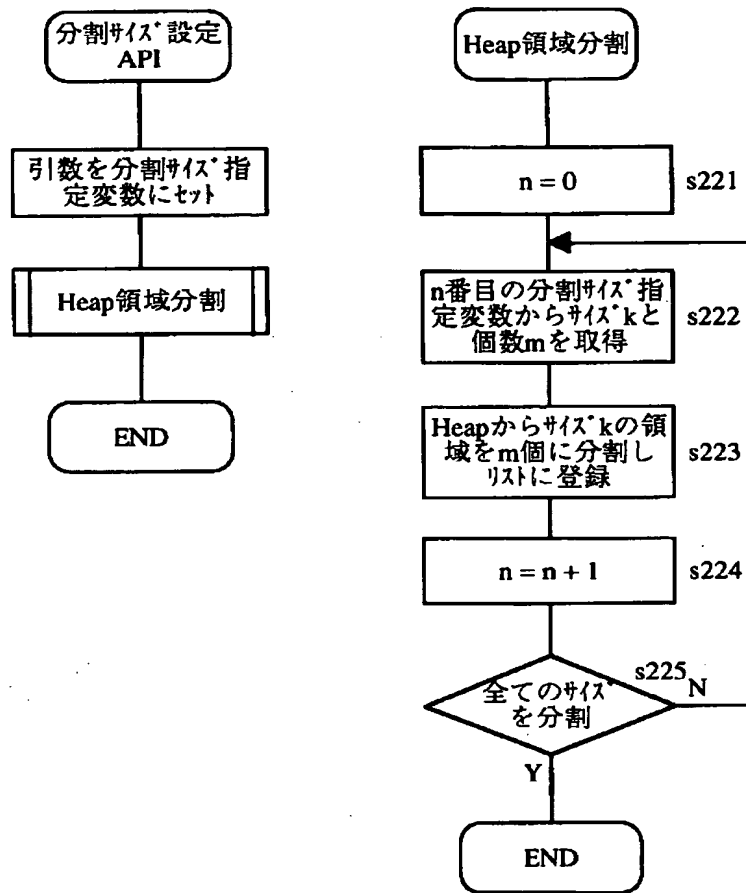 分割ｻｲｽﾞ設定
API
引数を分割ｻｲｽﾞ指
定変数にｾｯﾄ
Heap領域分割
END
Heap領域分割
n = 0
s221
n番目の分割ｻｲｽﾞ指
定変数からｻｲｽﾞkと
個数mを取得
s222
Heapからｻｲｽﾞkの領
域をm個に分割し
ﾘｽﾄに登録
s223
n = n + 1
s224
全てのｻｲｽﾞ
を分割
s225
N
Y
END